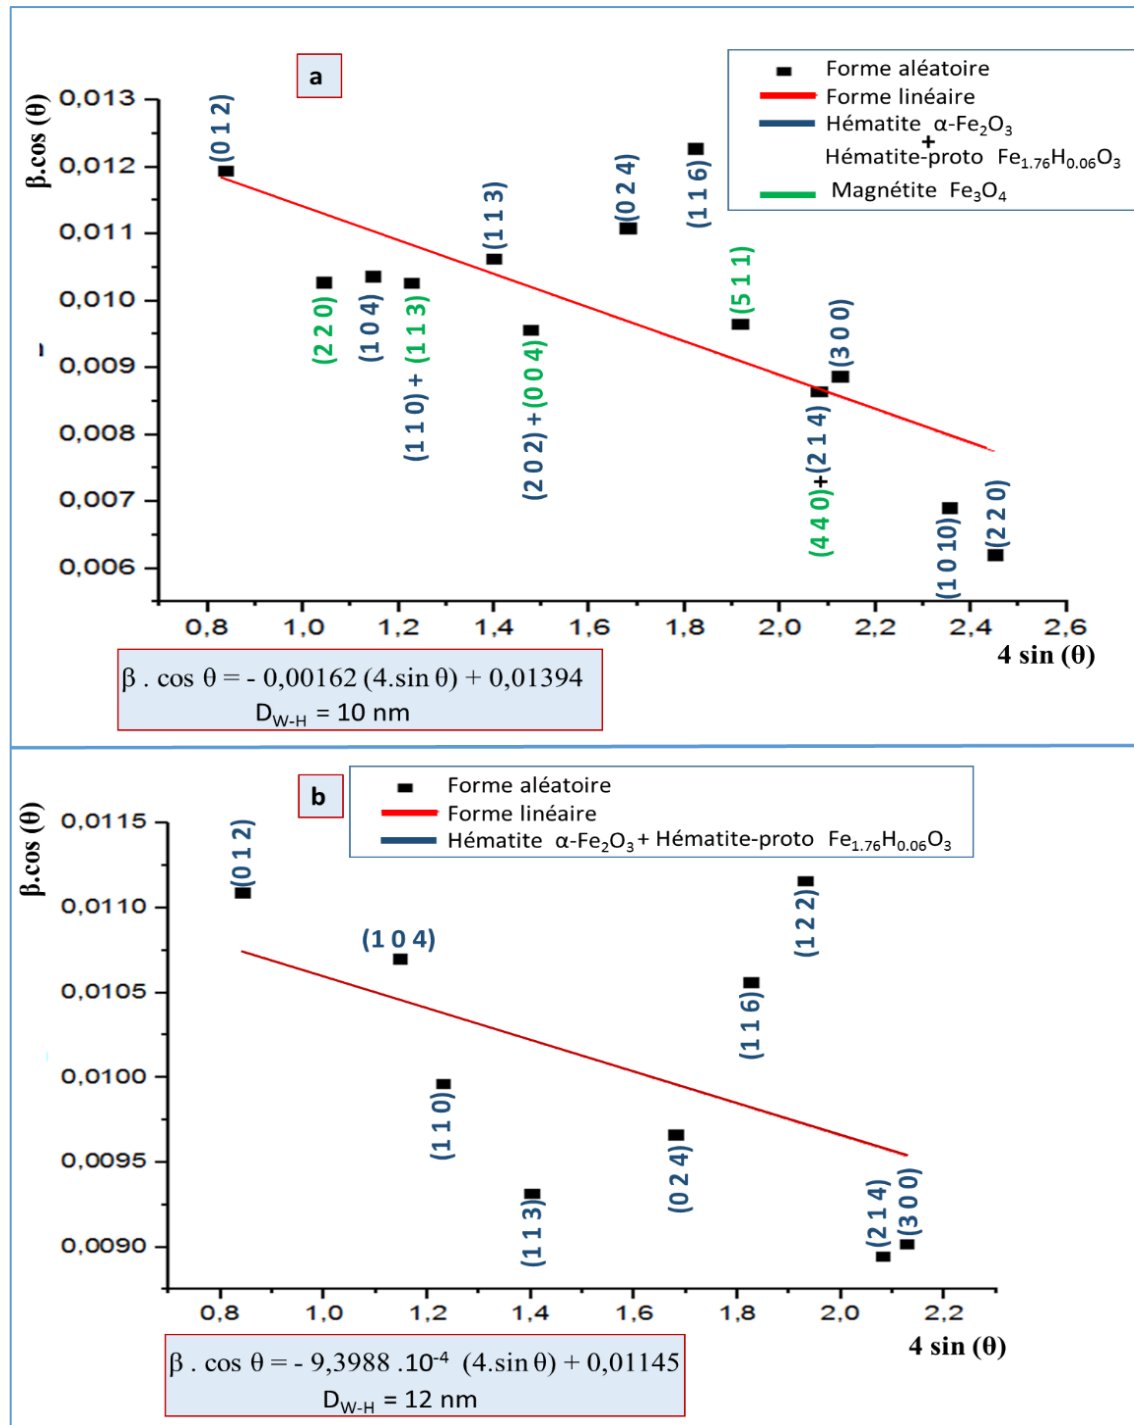 a
Forme aléatoire
Forme linéaire
Hématite α-Fe₂O₃
+
Hématite-proto Fe₁.₇₆H₀.₀₆O₃
Magnétite Fe₃O₄
β.cos (θ)
0,013
0,012
0,011
0,010
0,009
0,008
0,007
0,006
(0 1 2)
(2 2 0)
(1 0 4)
(1 1 0) + (1 1 3)
(1 1 3)
(2 0 2) + (0 0 4)
(0 2 4)
(1 1 6)
(5 1 1)
(4 4 0)+(2 1 4)
(3 0 0)
(1 0 10)
(2 2 0)
0,8 1,0 1,2 1,4 1,6 1,8 2,0 2,2 2,4 2,6
4 sin (θ)
β . cos θ = - 0,00162 (4.sin θ) + 0,01394
D_W-H = 10 nm
b
Forme aléatoire
Forme linéaire
Hématite α-Fe₂O₃ + Hématite-proto Fe₁.₇₆H₀.₀₆O₃
β.cos (θ)
0,0115
0,0110
0,0105
0,0100
0,0095
0,0090
(0 1 2)
(1 0 4)
(1 1 0)
(1 1 3)
(0 2 4)
(1 1 6)
(1 2 2)
(2 1 4)
(3 0 0)
0,8 1,0 1,2 1,4 1,6 1,8 2,0 2,2
4 sin (θ)
β . cos θ = - 9,3988 .10⁻⁴ (4.sin θ) + 0,01145
D_W-H = 12 nm